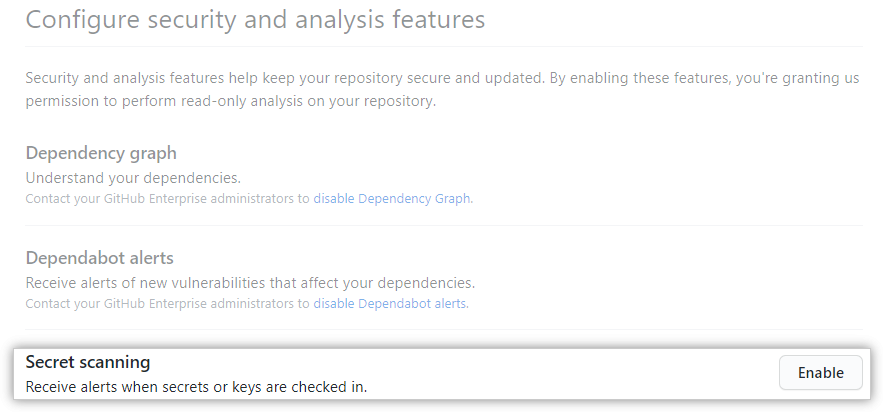 Configure security and analysis features
Security and analysis features help keep your repository secure and updated. By enabling these features, you're granting us
permission to perform read-only analysis on your repository.
Dependency graph
Understand your dependencies.
Contact your GitHub Enterprise administrators to disable Dependency Graph.
Dependabot alerts
Receive alerts of new vulnerabilities that affect your dependencies.
Contact your GitHub Enterprise administrators to disable Dependabot alerts.
Secret scanning
Enable
Receive alerts when secrets or keys are checked in.